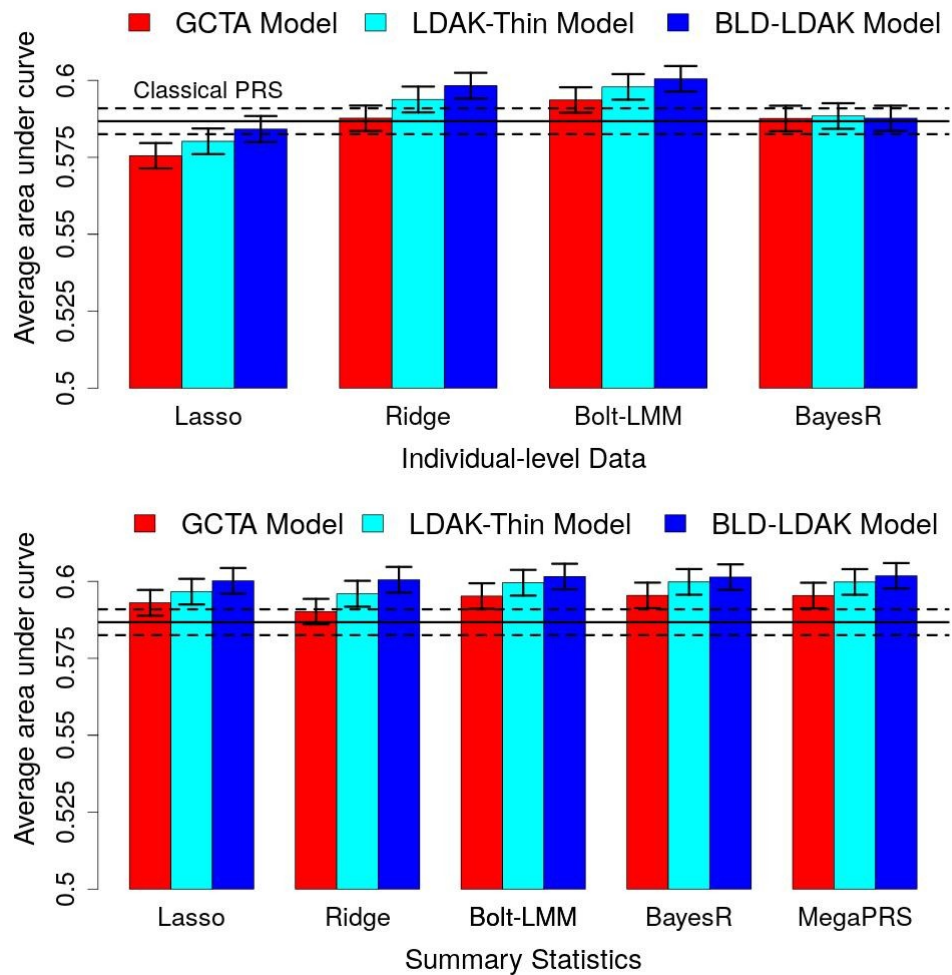 GCTA Model LDAK-Thin Model BLD-LDAK Model
Average area under curve
0.6
0.575
0.55
0.525
0.5
Classical PRS
Lasso Ridge Bolt-LMM BayesR
Individual-level Data
GCTA Model LDAK-Thin Model BLD-LDAK Model
Average area under curve
0.6
0.575
0.55
0.525
0.5
Lasso Ridge Bolt-LMM BayesR MegaPRS
Summary Statistics